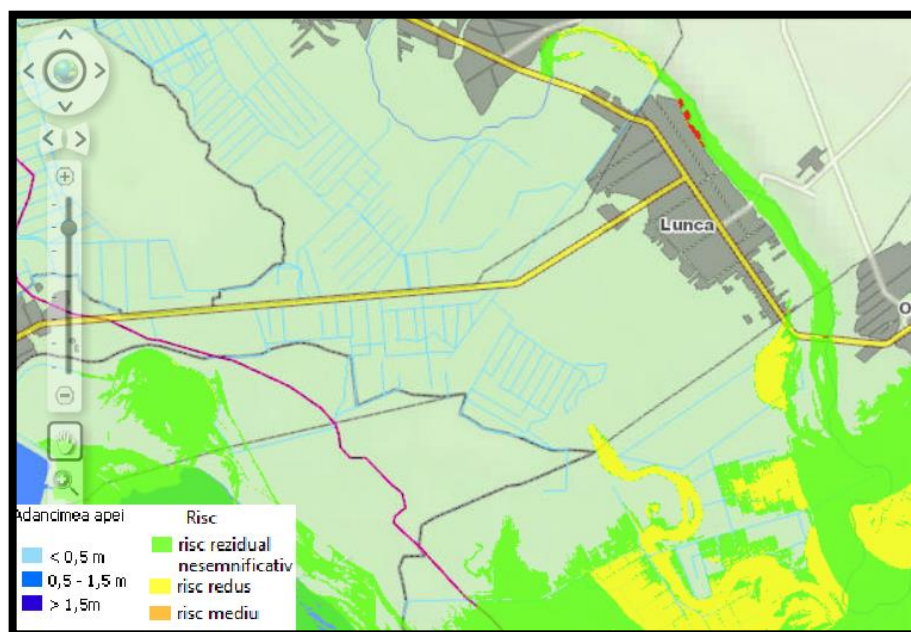 Lunca
O
Adancimea apei
< 0,5 m
0,5 - 1,5 m
> 1,5m
Risc
risc rezidual
nesemnificativ
risc redus
risc mediu